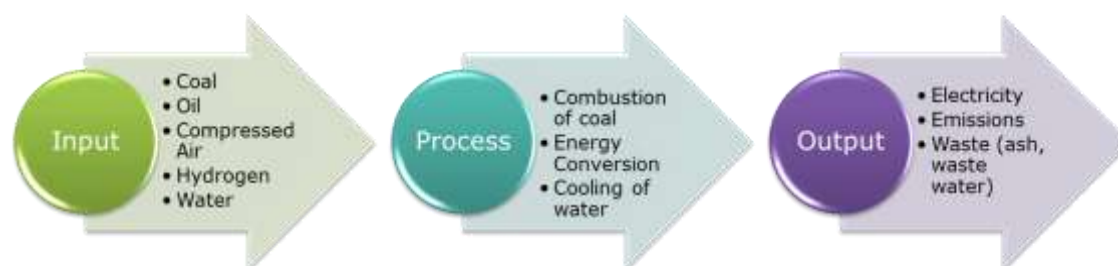 Input
• Coal
• Oil
• Compressed
Air
• Hydrogen
• Water
Process
• Combustion
of coal
• Energy
Conversion
• Cooling of
water
Output
• Electricity
• Emissions
• Waste (ash,
waste
water)